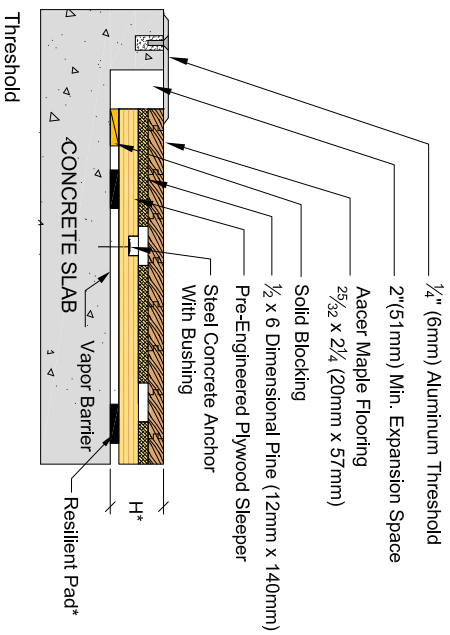 ¼" (6mm) Aluminum Threshold
2"(51mm) Min. Expansion Space
Aacer Maple Flooring
25/32 x 2¼ (20mm x 57mm)
Solid Blocking
½ x 6 Dimensional Pine (12mm x 140mm)
Pre-Engineered Plywood Sleeper
Steel Concrete Anchor
With Bushing
H*
CONCRETE SLAB
Vapor Barrier
Resilient Pad*
Threshold